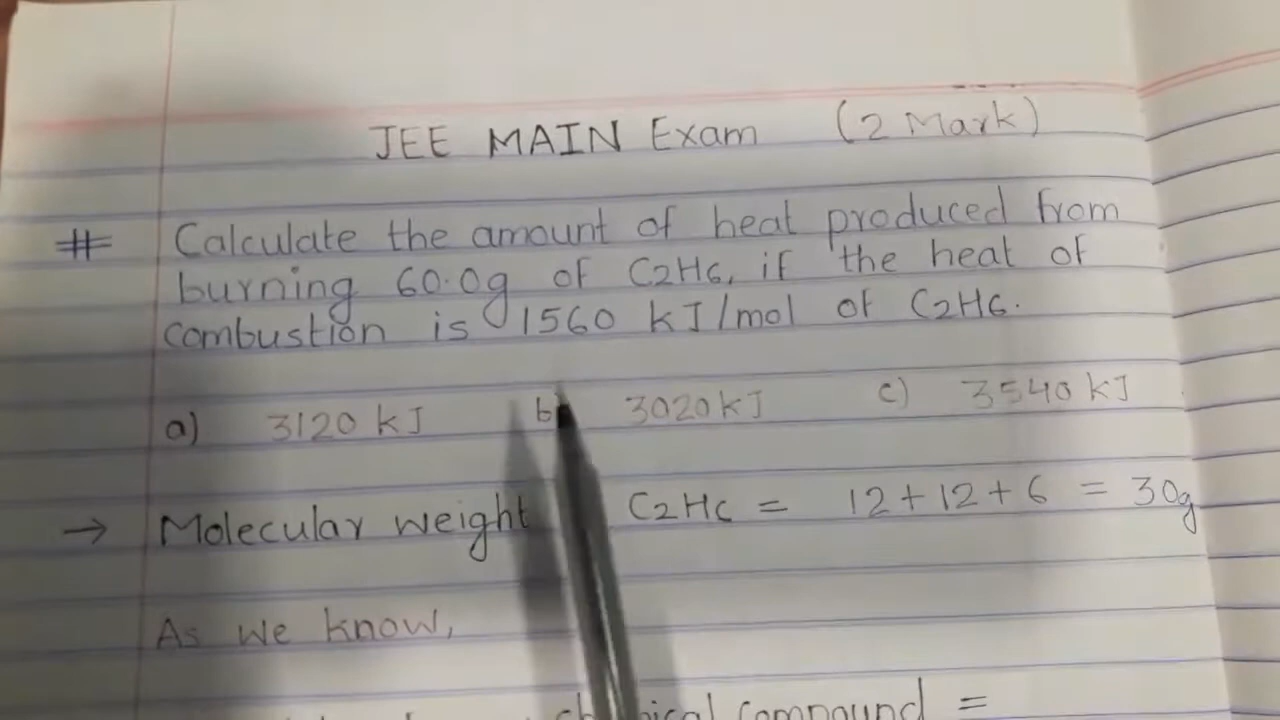 JEE MAIN Exam (2 Mark)
# Calculate the amount of heat produced from
burning 60.0g of C2H6, if the heat of
combustion is 1560 kJ/mol of C2H6.
a) 3120 kJ b) 3020 kJ c) 3540 kJ
→ Molecular weight C2H6 = 12+12+6 = 30g
As we know,
compound =